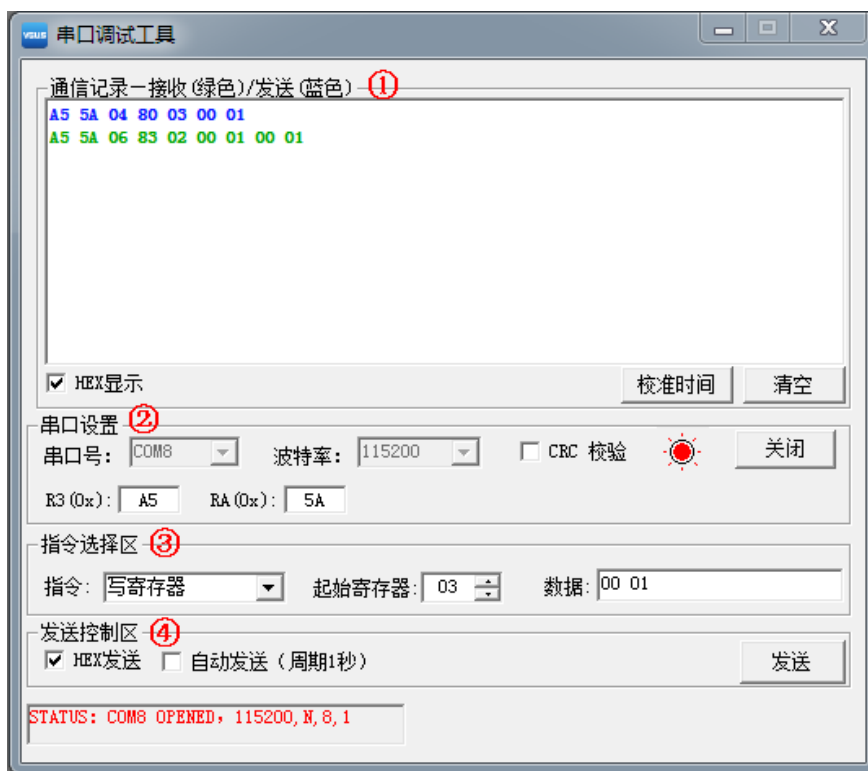 VGUS 串口调试工具
通信记录—接收(绿色)/发送(蓝色) ①
A5 5A 04 80 03 00 01
A5 5A 06 83 02 00 01 00 01
HEX显示 校准时间 清空
串口设置 ②
串口号: COM8 波特率: 115200 CRC 校验 关闭
R3(0x): A5 RA(0x): 5A
指令选择区 ③
指令: 写寄存器 起始寄存器: 03 数据: 00 01
发送控制区 ④
HEX发送 自动发送(周期1秒) 发送
STATUS: COM8 OPENED, 115200,N,8,1